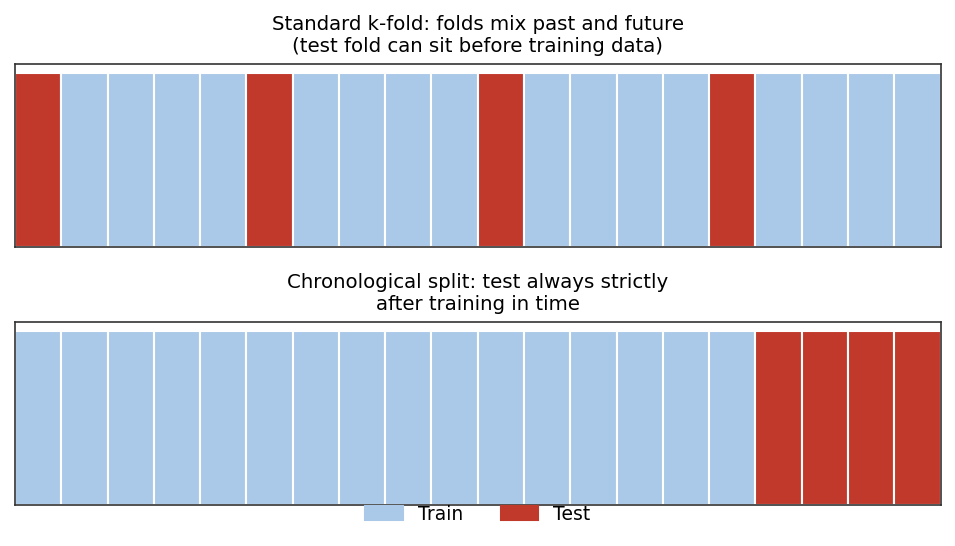 Standard k-fold: folds mix past and future
(test fold can sit before training data)
Chronological split: test always strictly
after training in time
Train
Test